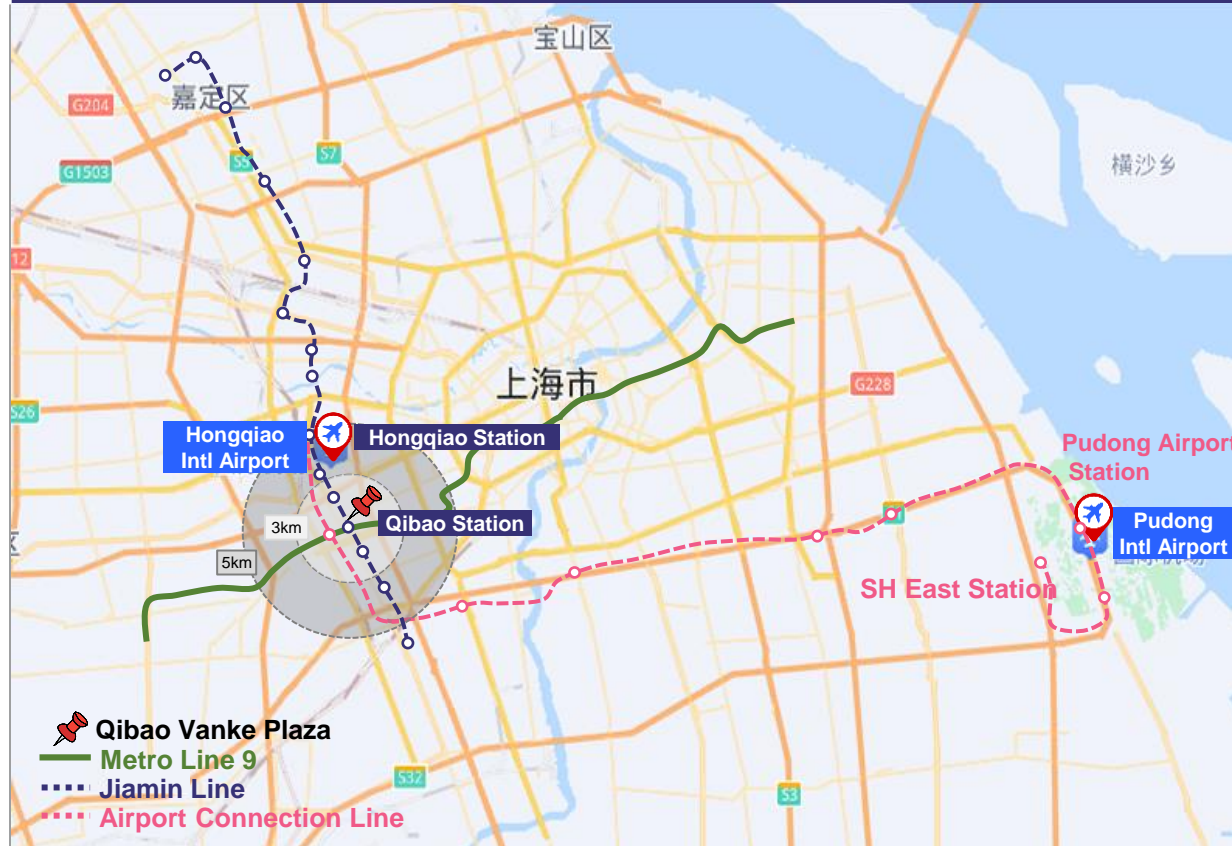 宝山区
嘉定区
G204
S5
S7
G1503
横沙乡
G12
上海市
G228
S26
Hongqiao
Intl Airport
Hongqiao Station
Pudong Airport
Station
3km
Qibao Station
Pudong
Intl Airport
5km
区
SH East Station
Qibao Vanke Plaza
Metro Line 9
Jiamin Line
Airport Connection Line
S32
S3